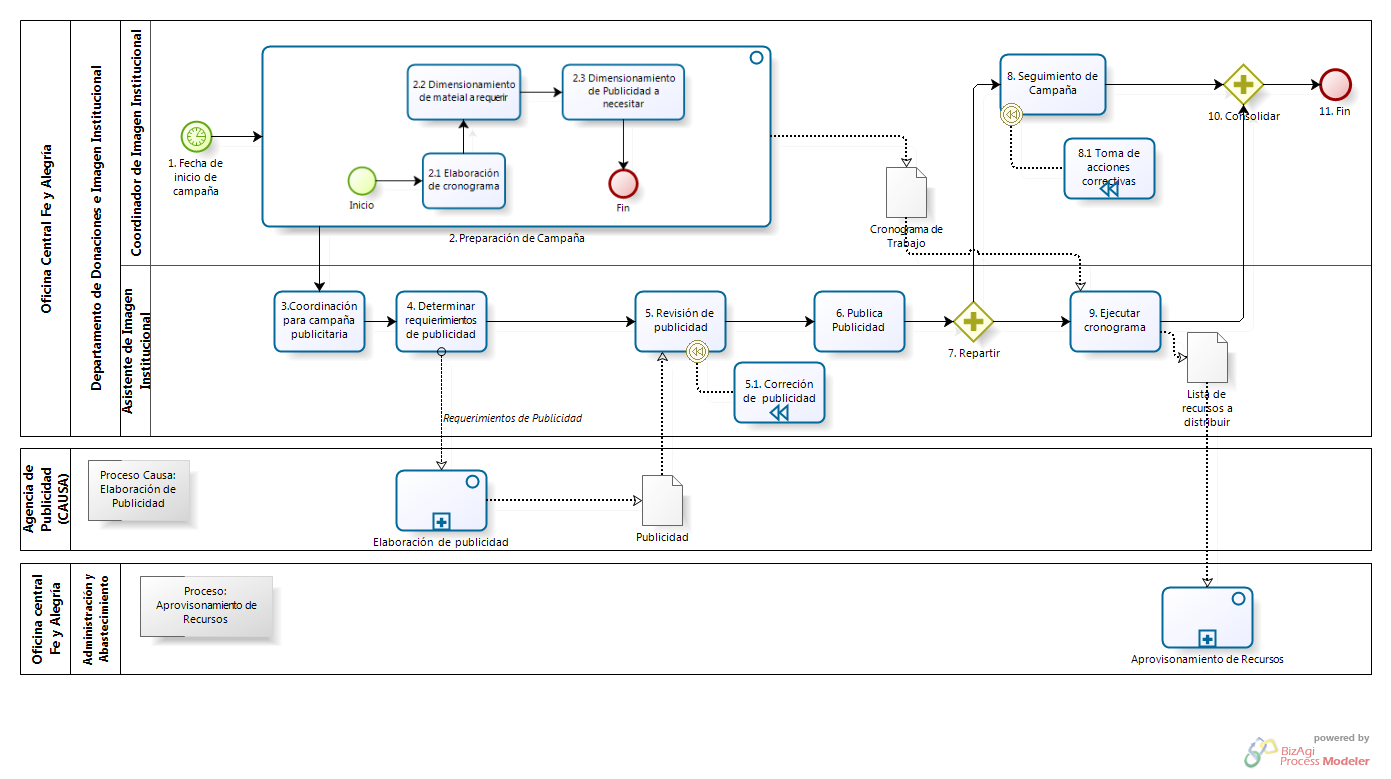 Oficina Central Fe y Alegría
Departamento de Donaciones e Imagen Institucional
Coordinador de Imagen Institucional
1. Fecha de
inicio de
campaña
2.2 Dimensionamiento
de mateial a requerir
2.3 Dimensionamiento
de Publicidad a
necesitar
2.1 Elaboración
de cronograma
Inicio
Fin
2. Preparación de Campaña
Cronograma de
Trabajo
8. Seguimiento de
Campaña
8.1 Toma de
acciones
correctivas
10. Consolidar
11. Fin
Asistente de Imagen
Institucional
3.Coordinación
para campaña
publicitaria
4. Determinar
requierimientos
de publicidad
5. Revisión de
publicidad
5.1. Correción
de publicidad
6. Publica
Publicidad
7. Repartir
9. Ejecutar
cronograma
Lista de
recursos a
distribuir
Requerimientos de Publicidad
Agencia de
Publicidad
(CAUSA)
Proceso Causa:
Elaboración de
Publicidad
Elaboración de publicidad
Publicidad
Oficina central
Fe y Alegría
Administración y
Abastecimiento
Proceso:
Aprovisonamiento de
Recursos
Aprovisonamiento de Recursos
powered by
BizAgi
Process Modeler